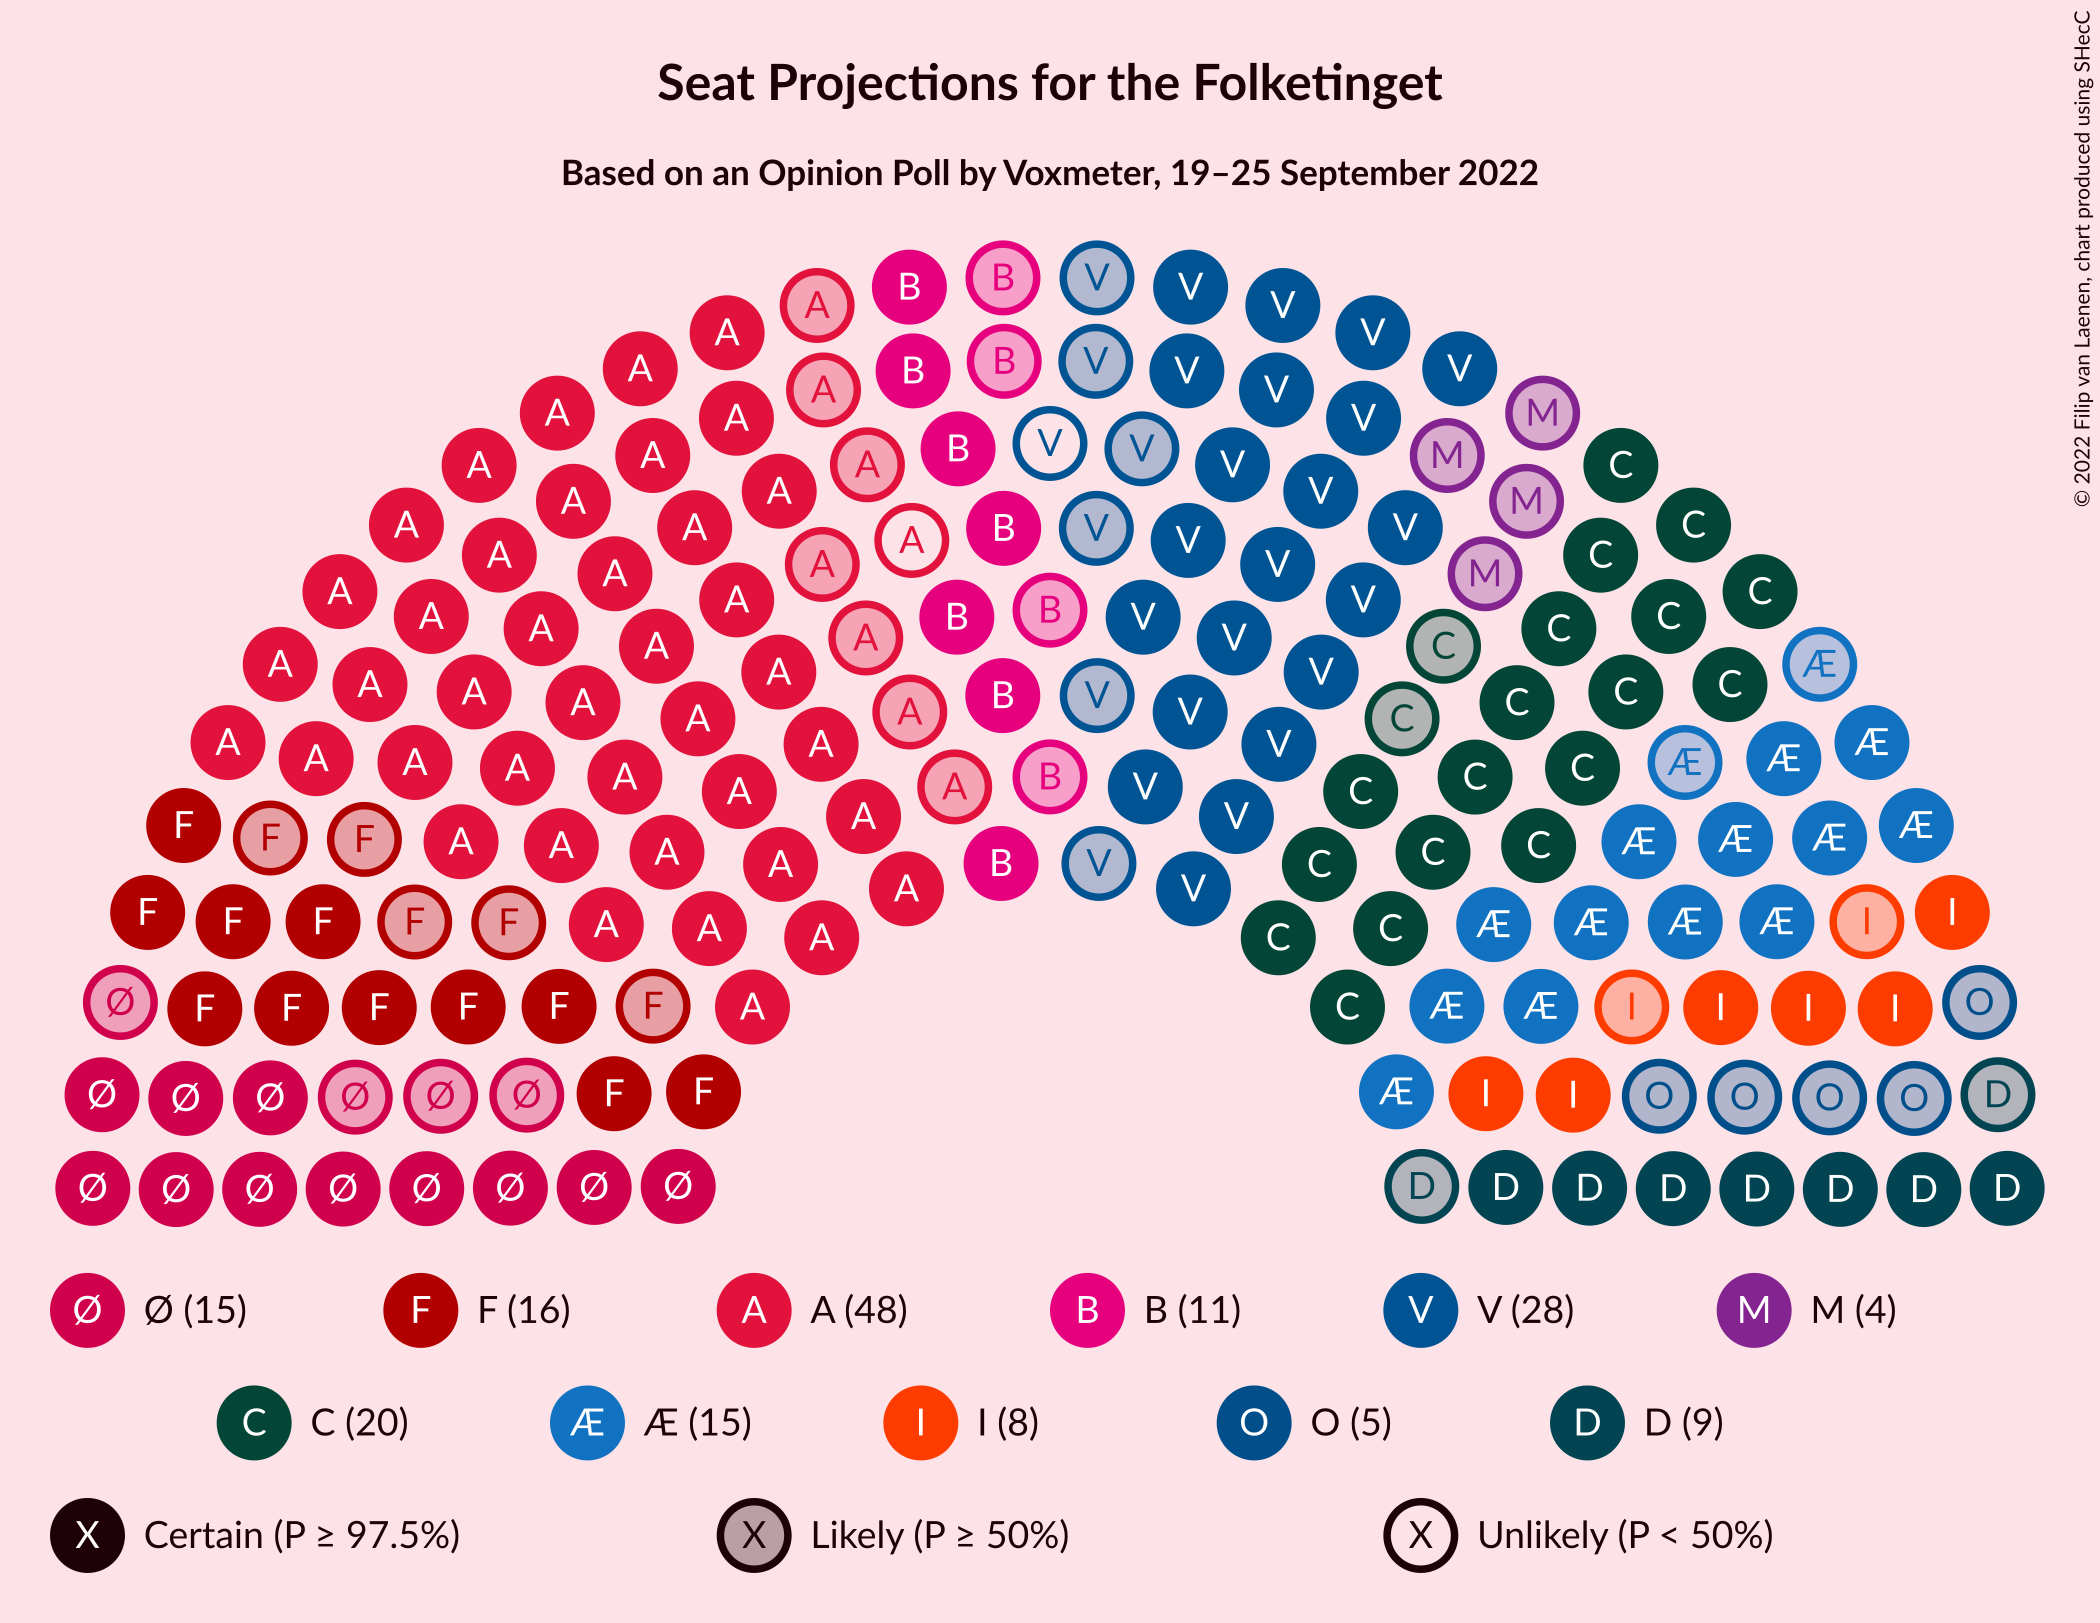 Seat Projections for the Folketinget
Based on an Opinion Poll by Voxmeter, 19–25 September 2022
© 2022 Filip van Laenen, chart produced using SHecC
B B V V
A V
A B B V V V
A V
A A V V M
A A B V V V M
A A V C
A A A B V V V M
A A A V C
A A A A V M C
A A A B B V V V C
A A A C C
A A A A V C C
A A A A B V V C C Æ
A A A C C C
A A A A V C Æ Æ Æ
A A A A A B V C C
F F F A A A V C C Æ Æ Æ Æ
A A A B V C
F F F F F A A A V C C Æ Æ Æ Æ I I
A C
Ø F F F F F F A C Æ Æ I I I I O
Ø Ø Ø Ø Ø Ø F F Æ I I O O O O D
Ø Ø Ø Ø Ø Ø Ø Ø D D D D D D D D
Ø Ø (15) F F (16) A A (48) B B (11) V V (28) M M (4)
C C (20) Æ Æ (15) I I (8) O O (5) D D (9)
X Certain (P ≥ 97.5%) X Likely (P ≥ 50%) X Unlikely (P < 50%)